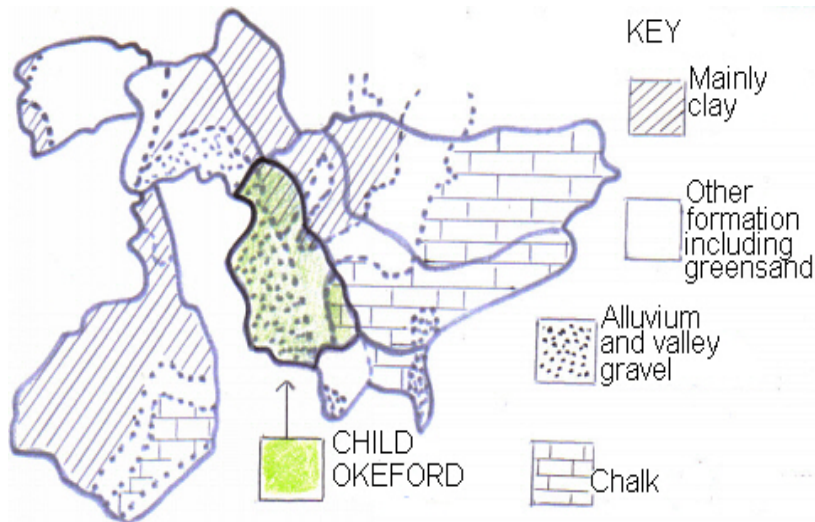 KEY
Mainly
clay
Other
formation
including
greensand
Alluvium
and valley
gravel
Chalk
CHILD
OKEFORD